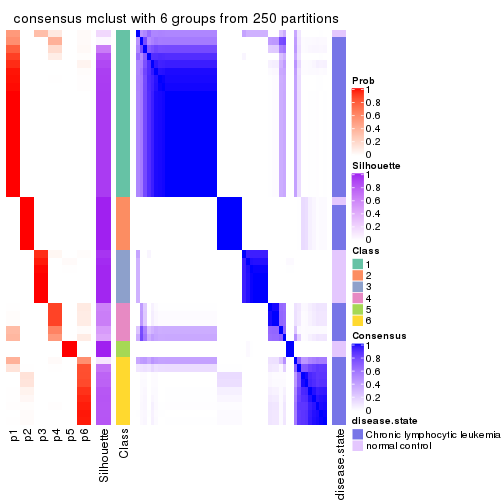 consensus mclust with 6 groups from 250 partitions
Prob
1
0.8
0.6
0.4
0.2
0
Silhouette
1
0.8
0.6
0.4
0.2
0
Class
1
2
3
4
5
6
Consensus
1
0.8
0.6
0.4
0.2
0
disease.state
Chronic lymphocytic leukemia
normal control
p1
p2
p3
p4
p5
p6
Silhouette
Class
disease.state